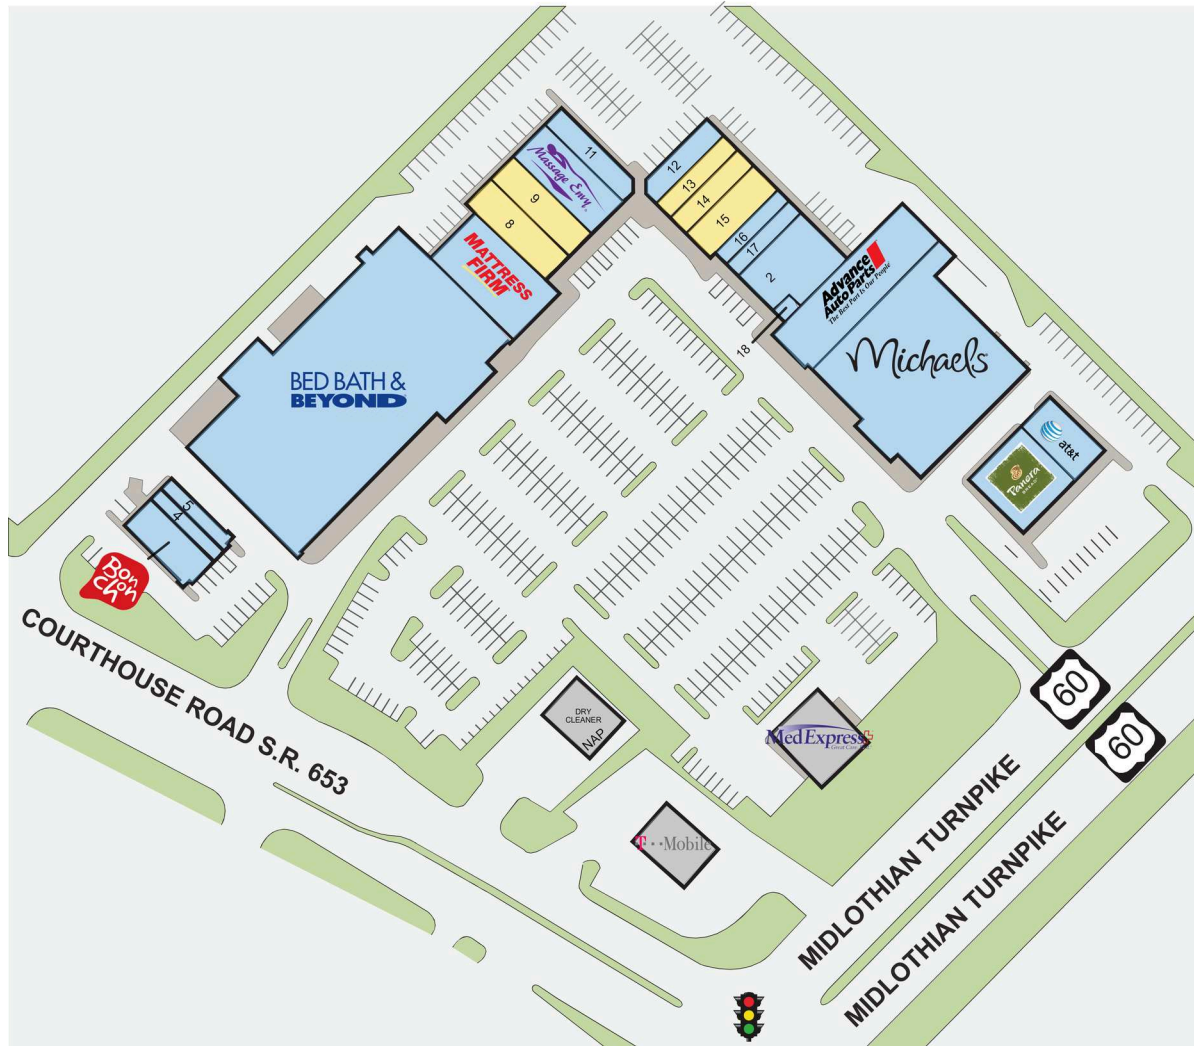 11
Massage Envy
9
8
MATTRESS
FIRM
12
13
14
15
16
17
2
18
Advance
Auto Parts
The Best Part Is Our People
Michaels
BED BATH &
BEYOND
at&t
Panera
BREAD
5
4
Bon
Chon
COURTHOUSE ROAD S.R. 653
DRY
CLEANER
NAP
MedExpress
T··Mobile
60
60
MIDLOTHIAN TURNPIKE
MIDLOTHIAN TURNPIKE